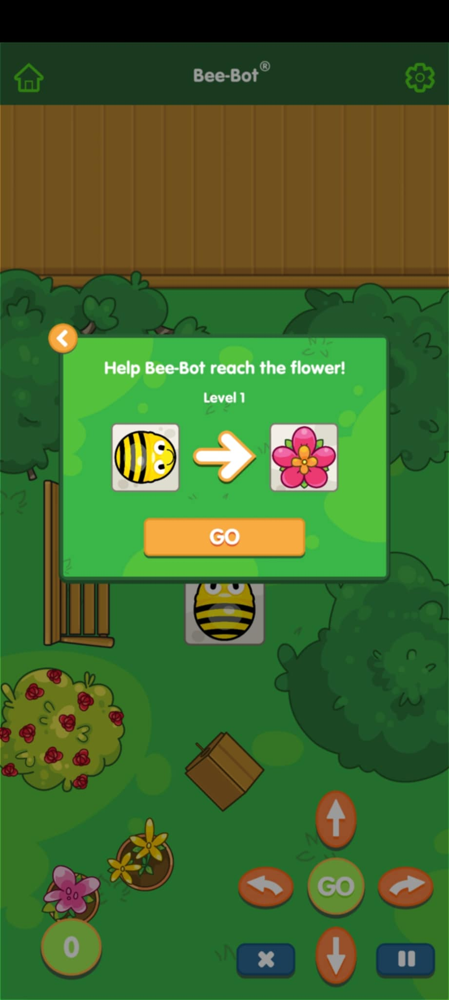 Bee-Bot®
Help Bee-Bot reach the flower!
Level 1
GO
GO
0